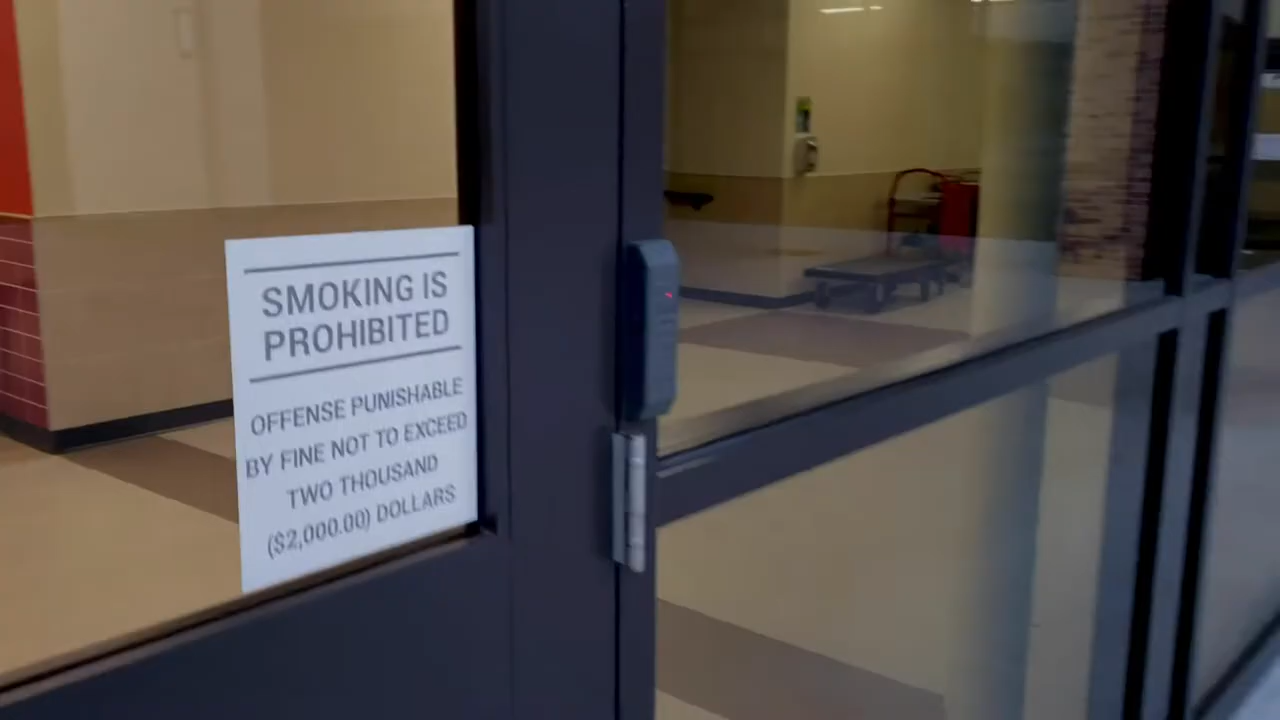 SMOKING IS
PROHIBITED
OFFENSE PUNISHABLE
BY FINE NOT TO EXCEED
TWO THOUSAND
($2,000.00) DOLLARS